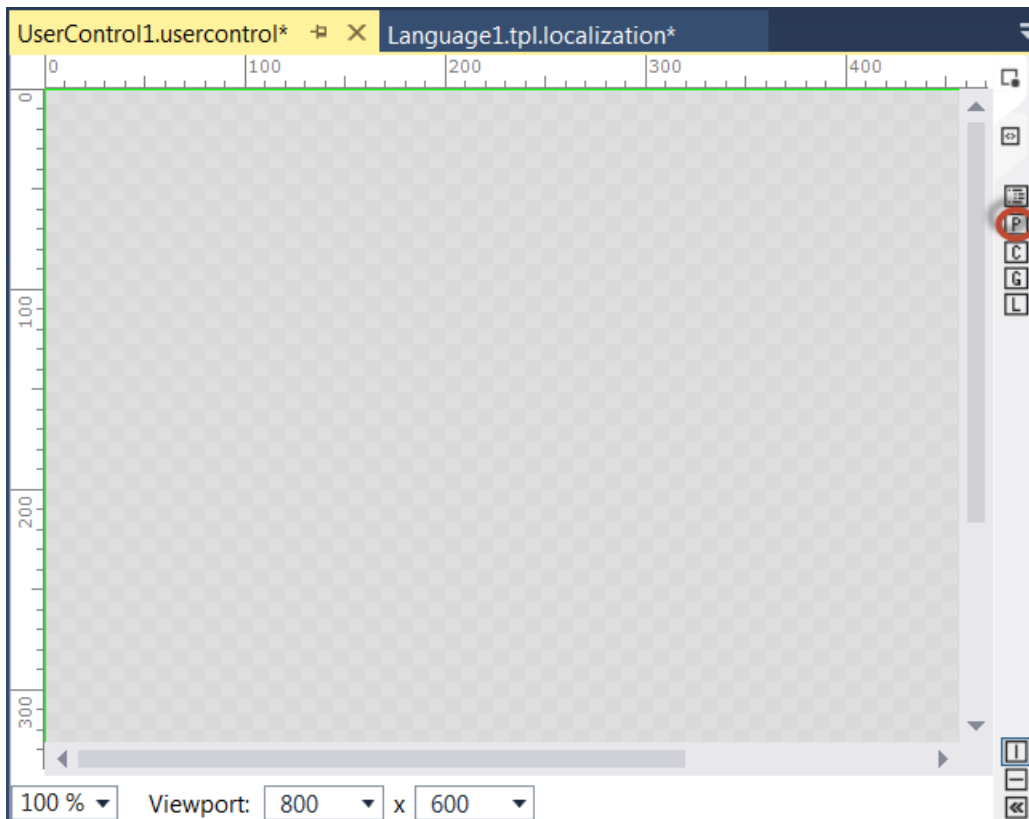 UserControl1.usercontrol*
Language1.tpl.localization*
0
100
200
300
400
0
100
200
300
P
C
G
L
100 %
Viewport: 800 x 600